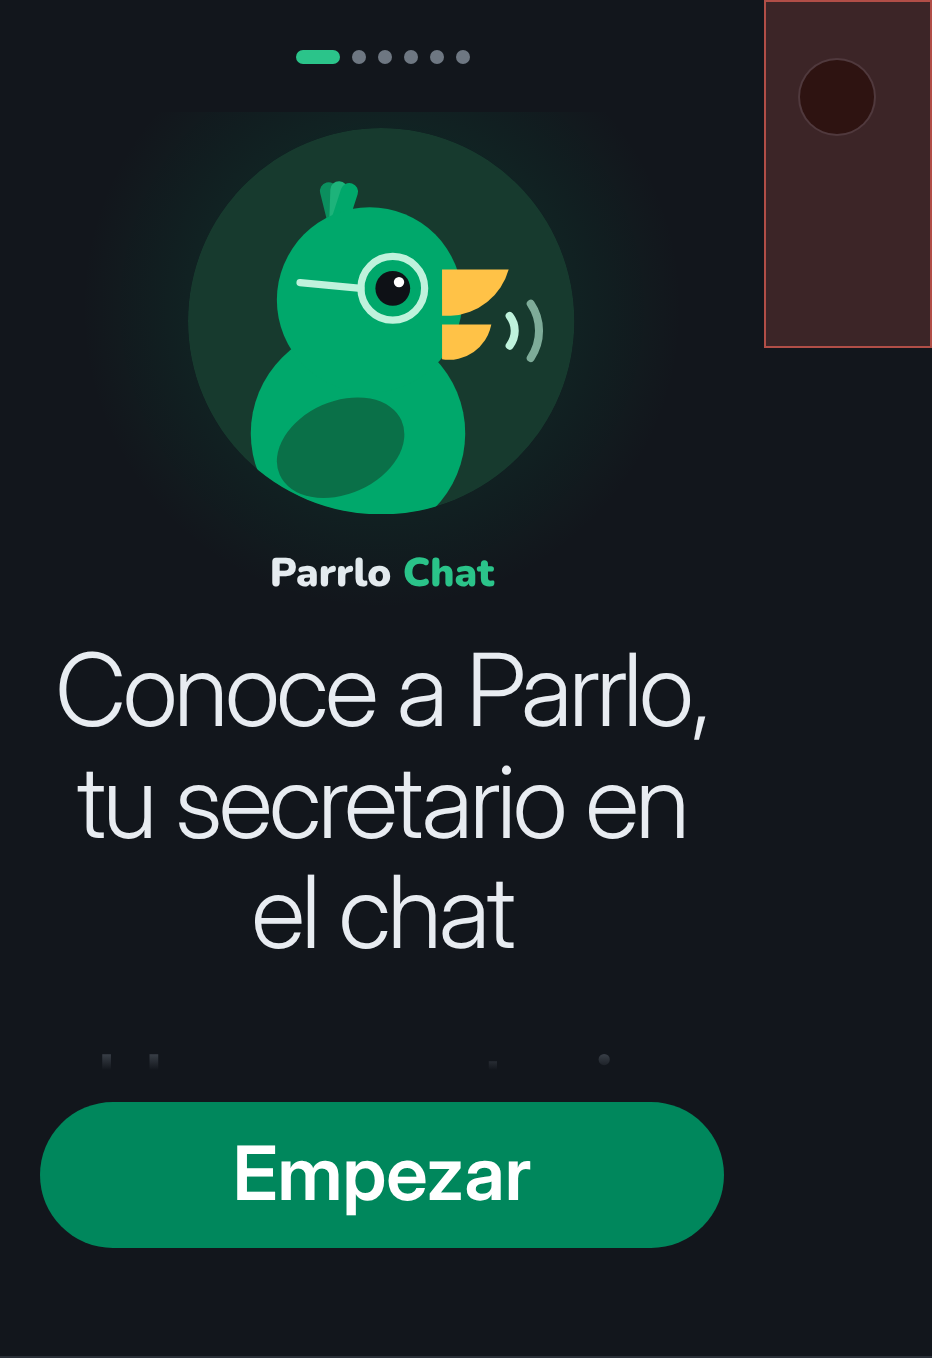 Parrlo Chat
Conoce a Parrlo,
tu secretario en
el chat
Empezar